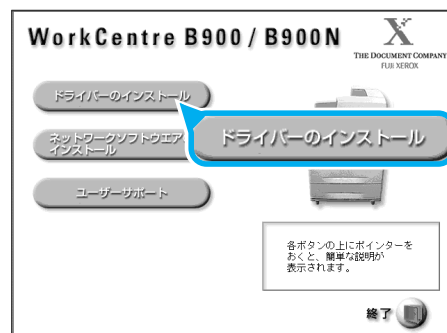 WorkCentre B900 / B900N
X
THE DOCUMENT COMPANY
FUJI XEROX
ドライバーのインストール
ドライバーのインストール
ネットワークソフトウエア
インストール
ユーザーサポート
各ボタンの上にポインターを
おくと、簡単な説明が
表示されます。
終了